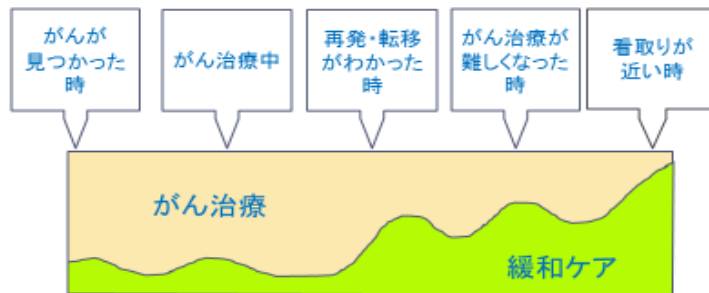 がんが
見つかった
時
がん治療中
再発・転移
がわかった
時
がん治療が
難しくなった
時
看取りが
近い時
がん治療
緩和ケア